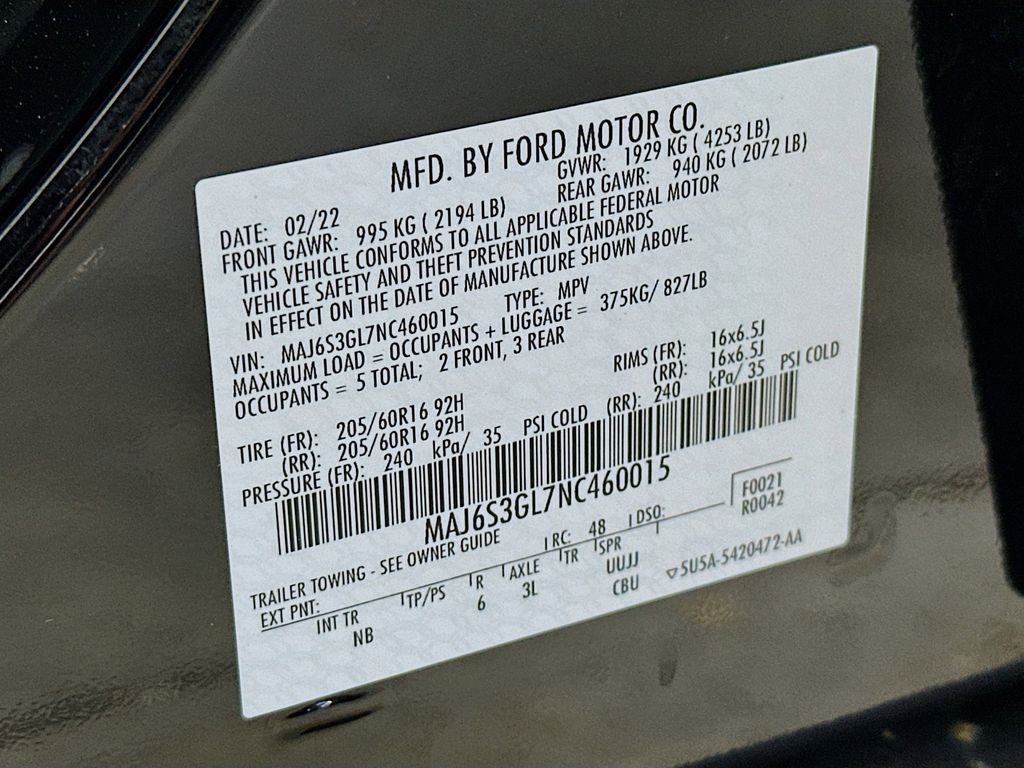 MFD. BY FORD MOTOR CO.
DATE: 02/22 GVWR: 1929 KG ( 4253 LB)
FRONT GAWR: 995 KG ( 2194 LB) REAR GAWR: 940 KG ( 2072 LB)
THIS VEHICLE CONFORMS TO ALL APPLICABLE FEDERAL MOTOR
VEHICLE SAFETY AND THEFT PREVENTION STANDARDS
IN EFFECT ON THE DATE OF MANUFACTURE SHOWN ABOVE.
VIN: MAJ6S3GL7NC460015 TYPE: MPV
MAXIMUM LOAD = OCCUPANTS + LUGGAGE = 375KG/ 827LB
OCCUPANTS = 5 TOTAL; 2 FRONT, 3 REAR
TIRE (FR): 205/60R16 92H RIMS (FR): 16x6.5J
(RR): 205/60R16 92H (RR): 16x6.5J
PRESSURE (FR): 240 kPa/ 35 PSI COLD (RR): 240 kPa/ 35 PSI COLD
MAJ6S3GL7NC460015
F0021
R0042
TRAILER TOWING - SEE OWNER GUIDE
EXT PNT: RC: 48 DSO:
INT TR TP/PS R AXLE TR SPR
NB 6 3L UUJJ
CBU
▽5U5A-5420472-AA